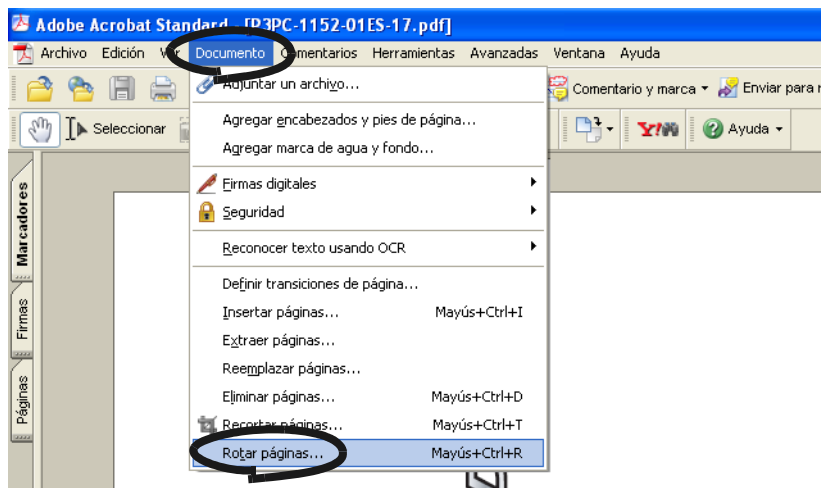 Adobe Acrobat Standard - [P3PC-1152-01ES-17.pdf]
Archivo Edición Ver Documento Comentarios Herramientas Avanzadas Ventana Ayuda
Adjuntar un archivo...
Comentario y marca Enviar para r
Seleccionar
Ayuda
Agregar encabezados y pies de página...
Agregar marca de agua y fondo...
Firmas digitales
Seguridad
Reconocer texto usando OCR
Definir transiciones de página...
Insertar páginas... Mayús+Ctrl+I
Extraer páginas...
Reemplazar páginas...
Eliminar páginas... Mayús+Ctrl+D
Recortar páginas... Mayús+Ctrl+T
Rotar páginas... Mayús+Ctrl+R
Marcadores
Firmas
Páginas
Y!